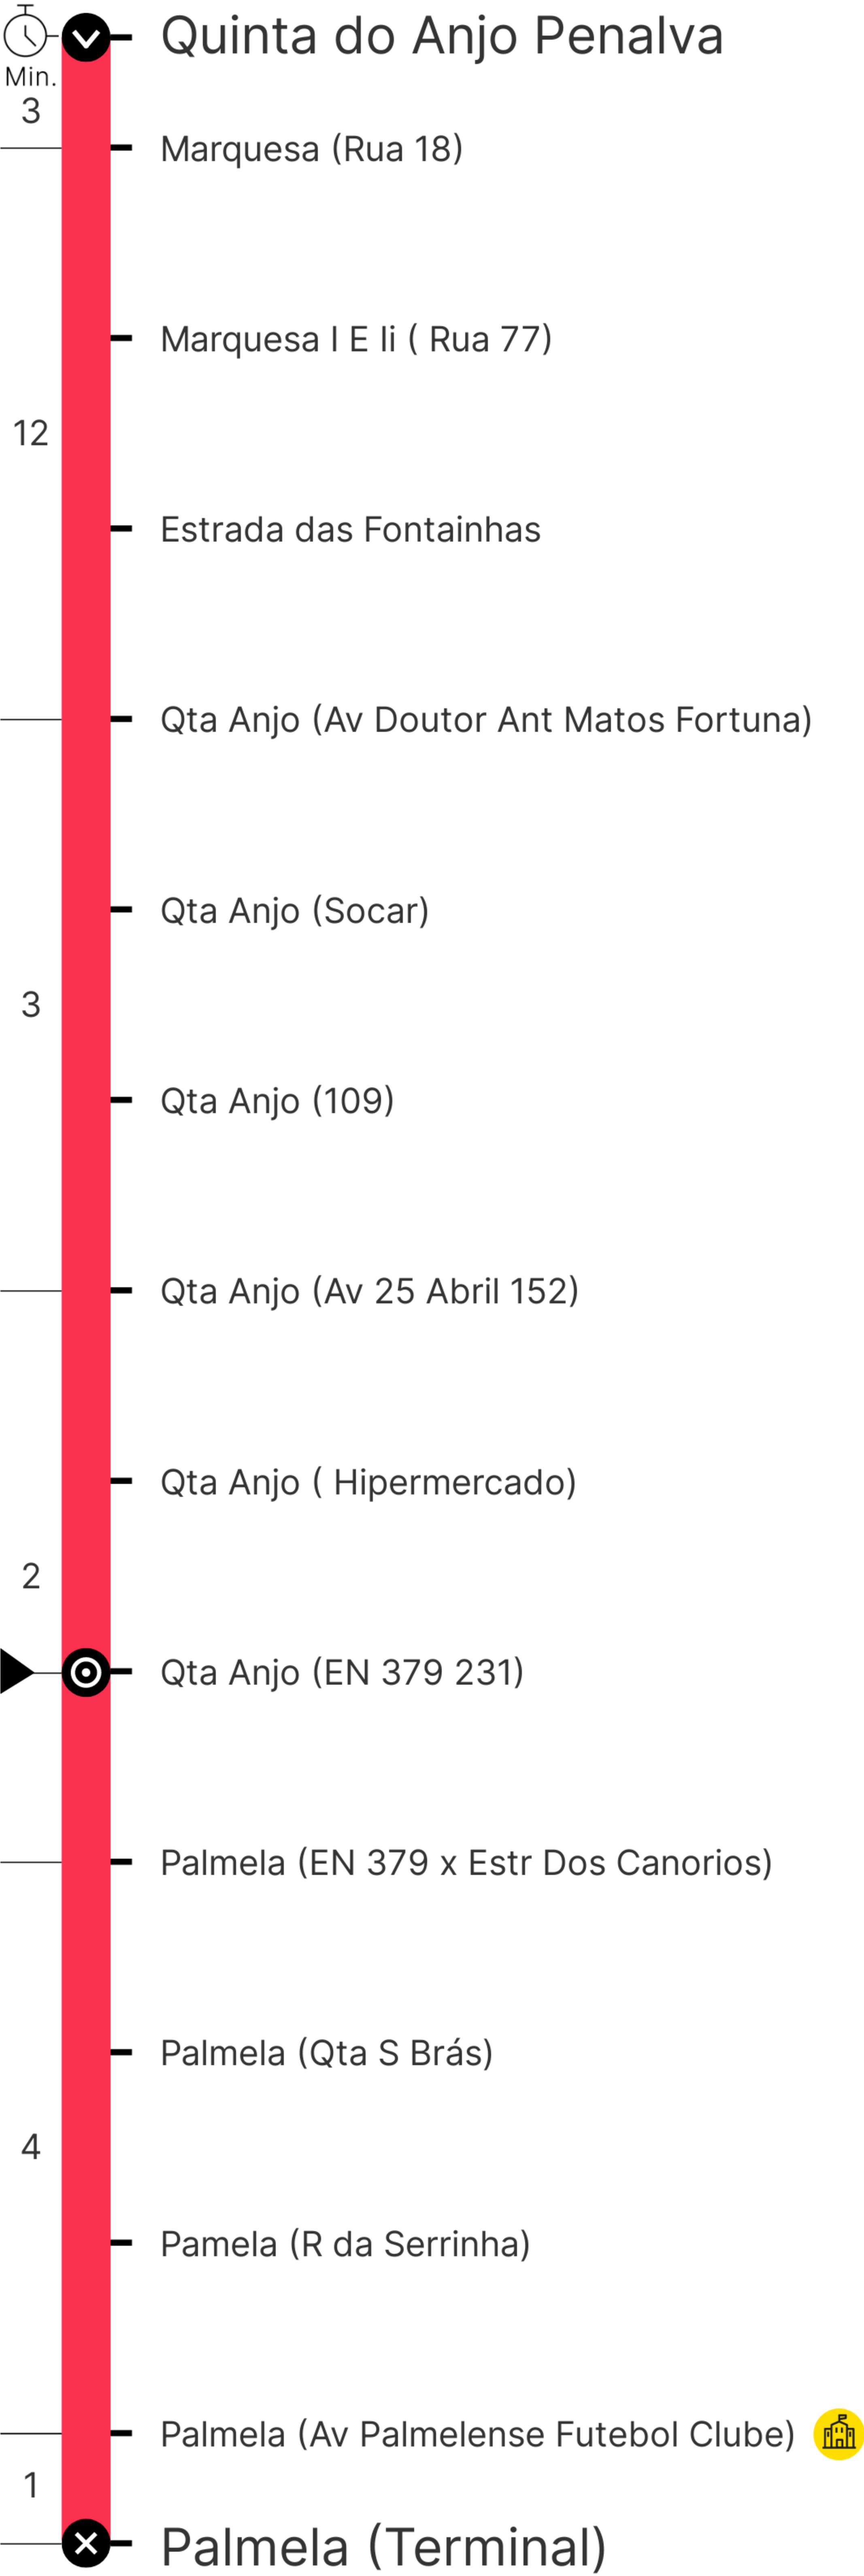 Quinta do Anjo Penalva
Min.
3
Marquesa (Rua 18)
Marquesa I E Ii ( Rua 77)
12
Estrada das Fontainhas
Qta Anjo (Av Doutor Ant Matos Fortuna)
Qta Anjo (Socar)
3
Qta Anjo (109)
Qta Anjo (Av 25 Abril 152)
Qta Anjo ( Hipermercado)
2
Qta Anjo (EN 379 231)
Palmela (EN 379 x Estr Dos Canorios)
Palmela (Qta S Brás)
4
Pamela (R da Serrinha)
Palmela (Av Palmelense Futebol Clube)
1
Palmela (Terminal)